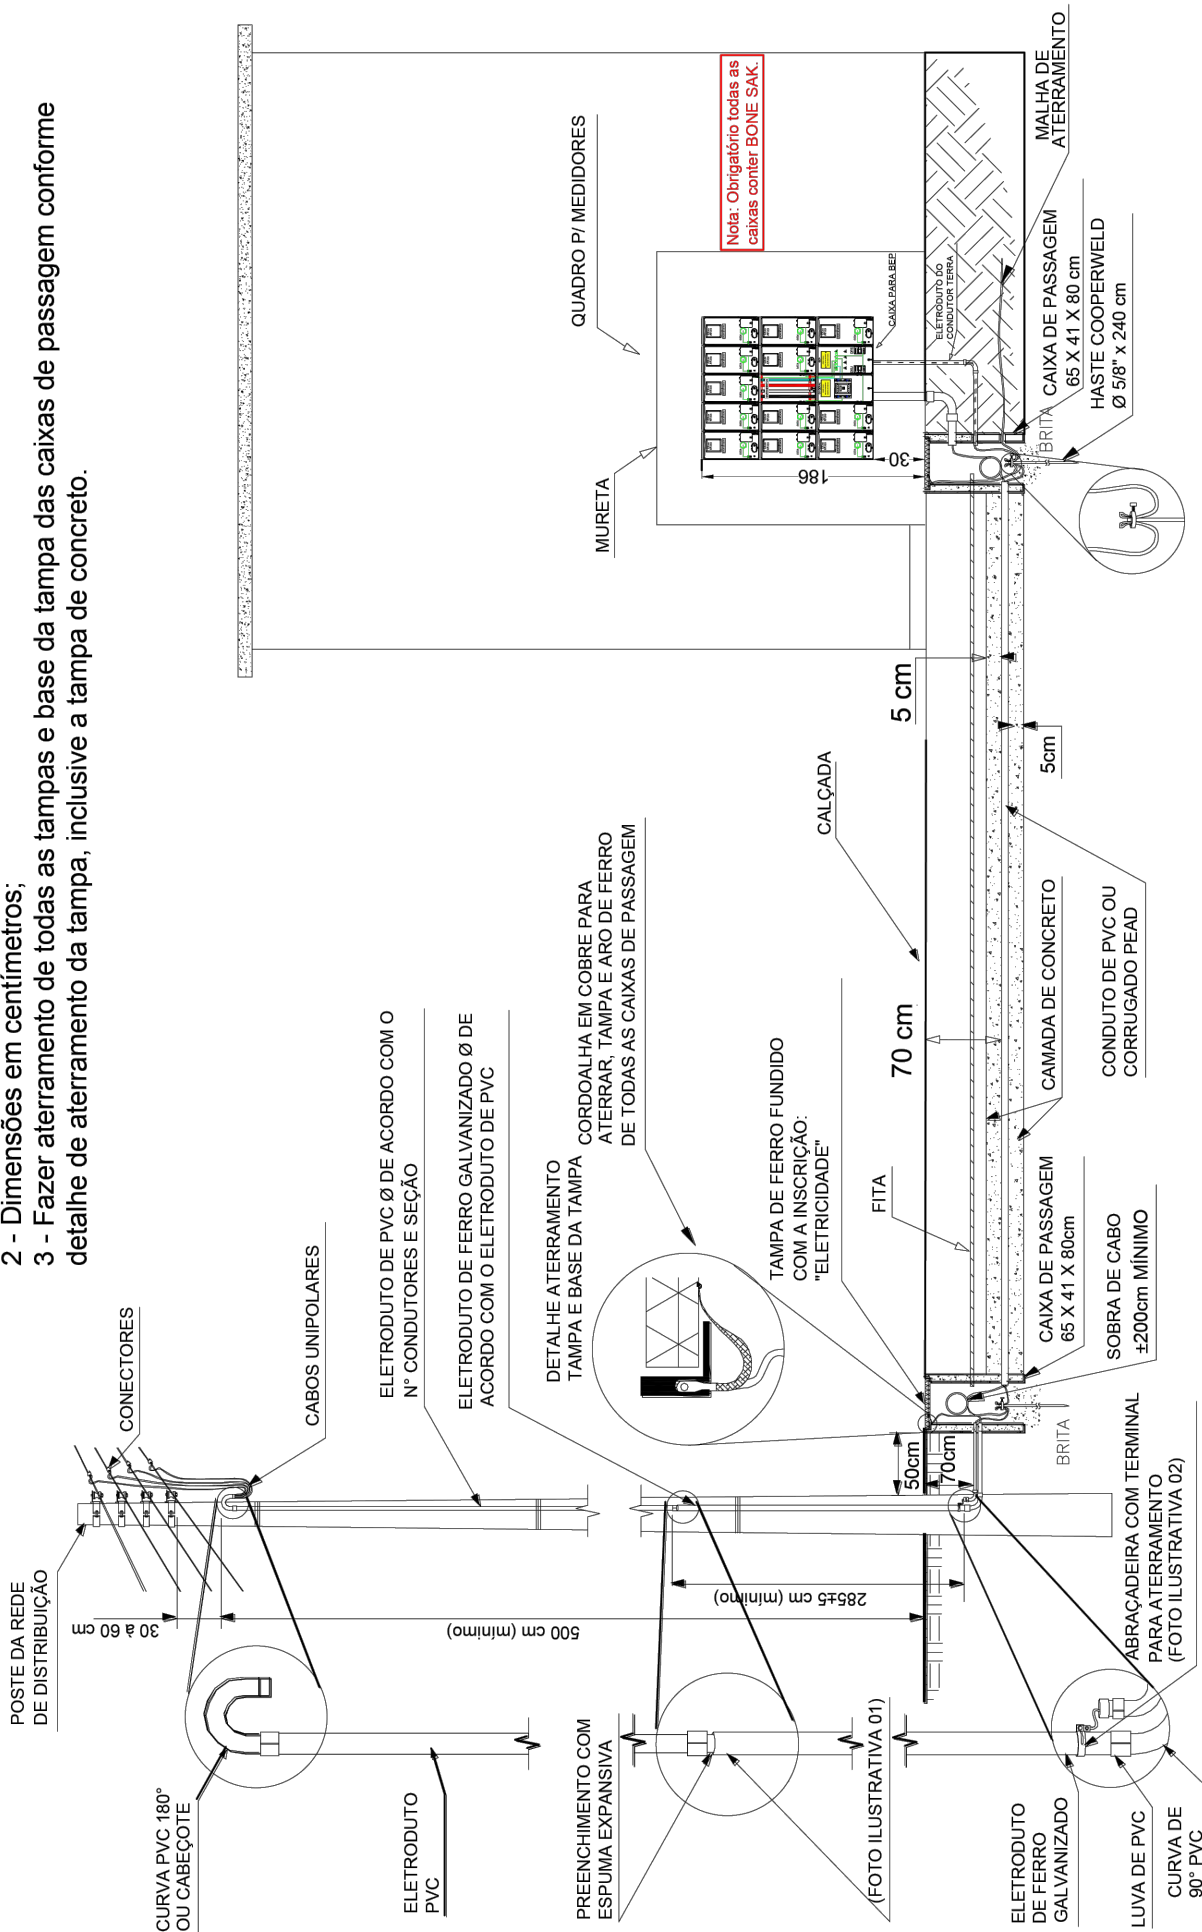 2 - Dimensões em centímetros;
3 - Fazer aterramento de todas as tampas e base da tampa das caixas de passagem conforme
detalhe de aterramento da tampa, inclusive a tampa de concreto.
POSTE DA REDE
DE DISTRIBUIÇÃO
CONECTORES
CABOS UNIPOLARES
30 à 60 cm
CURVA PVC 180°
OU CABEÇOTE
ELETRODUTO
PVC
500 cm (mínimo)
ELETRODUTO DE PVC Ø DE ACORDO COM O
N° CONDUTORES E SEÇÃO
ELETRODUTO DE FERRO GALVANIZADO Ø DE
ACORDO COM O ELETRODUTO DE PVC
DETALHE ATERRAMENTO
TAMPA E BASE DA TAMPA
CORDOALHA EM COBRE PARA
ATERRAR, TAMPA E ARO DE FERRO
DE TODAS AS CAIXAS DE PASSAGEM
QUADRO P/ MEDIDORES
MURETA
Nota: Obrigatório todas as
caixas conter BONE SAK.
186
30
CAIXA PARA BEP
ELETRODUTO DO
CONDUTOR TERRA
PREENCHIMENTO COM
ESPUMA EXPANSIVA
(FOTO ILUSTRATIVA 01)
285±5 cm (mínimo)
TAMPA DE FERRO FUNDIDO
COM A INSCRIÇÃO:
"ELETRICIDADE"
CALÇADA
FITA
70 cm
5 cm
50cm
70cm
5cm
CAMADA DE CONCRETO
CONDUTO DE PVC OU
CORRUGADO PEAD
CAIXA DE PASSAGEM
65 X 41 X 80cm
SOBRA DE CABO
±200cm MÍNIMO
BRITA
BRITA
MALHA DE
ATERRAMENTO
CAIXA DE PASSAGEM
65 X 41 X 80 cm
HASTE COOPERWELD
Ø 5/8" x 240 cm
ABRAÇADEIRA COM TERMINAL
PARA ATERRAMENTO
(FOTO ILUSTRATIVA 02)
ELETRODUTO
DE FERRO
GALVANIZADO
LUVA DE PVC
CURVA DE
90° PVC